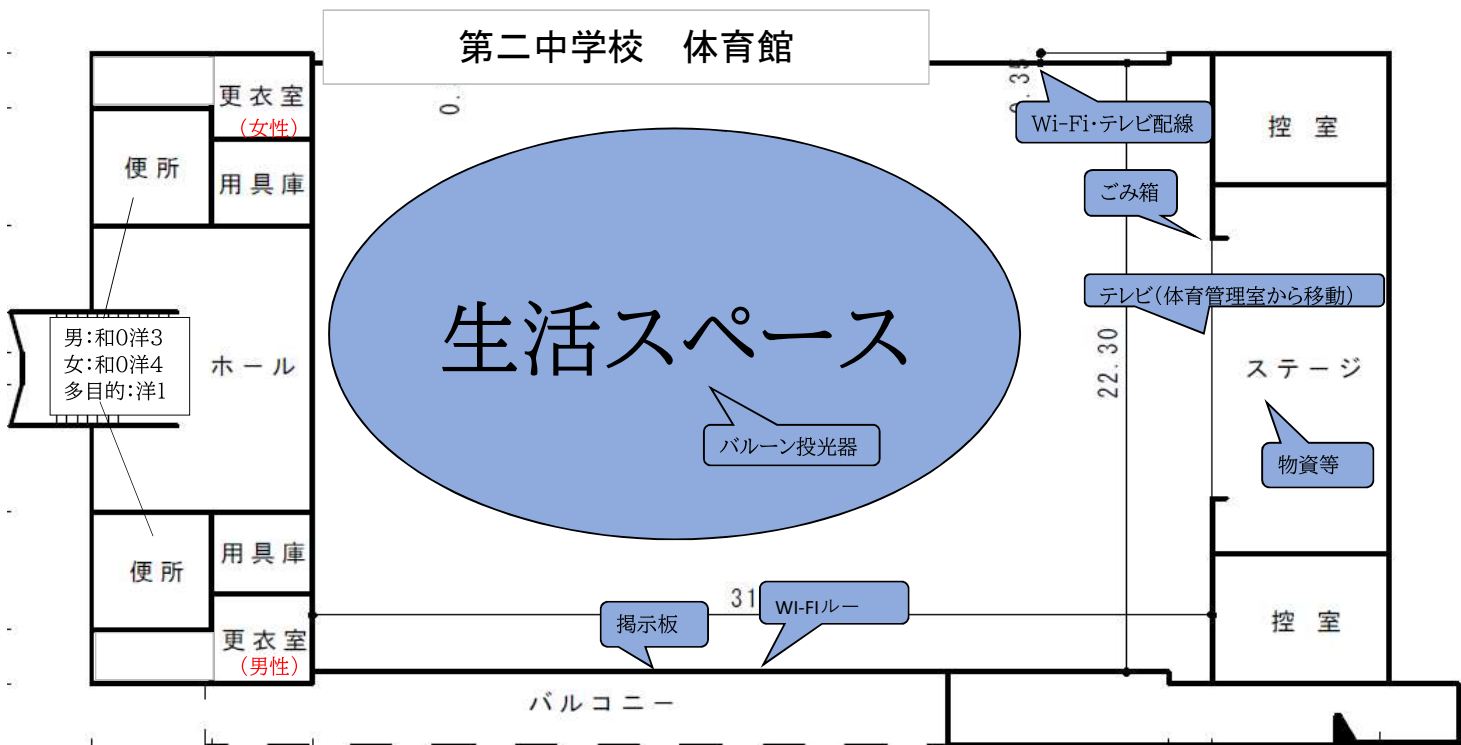 第二中学校　体育館
更衣室
(女性)
便所
用具庫
0.
0.35
Wi-Fi・テレビ配線
控 室
ごみ箱
テレビ(体育管理室から移動)
生活スペース
男:和0洋3
女:和0洋4
多目的:洋1
ホール
22.30
ステージ
バルーン投光器
物資等
便所
用具庫
更衣室
(男性)
31
掲示板
WI-FIルー
控 室
バルコニー